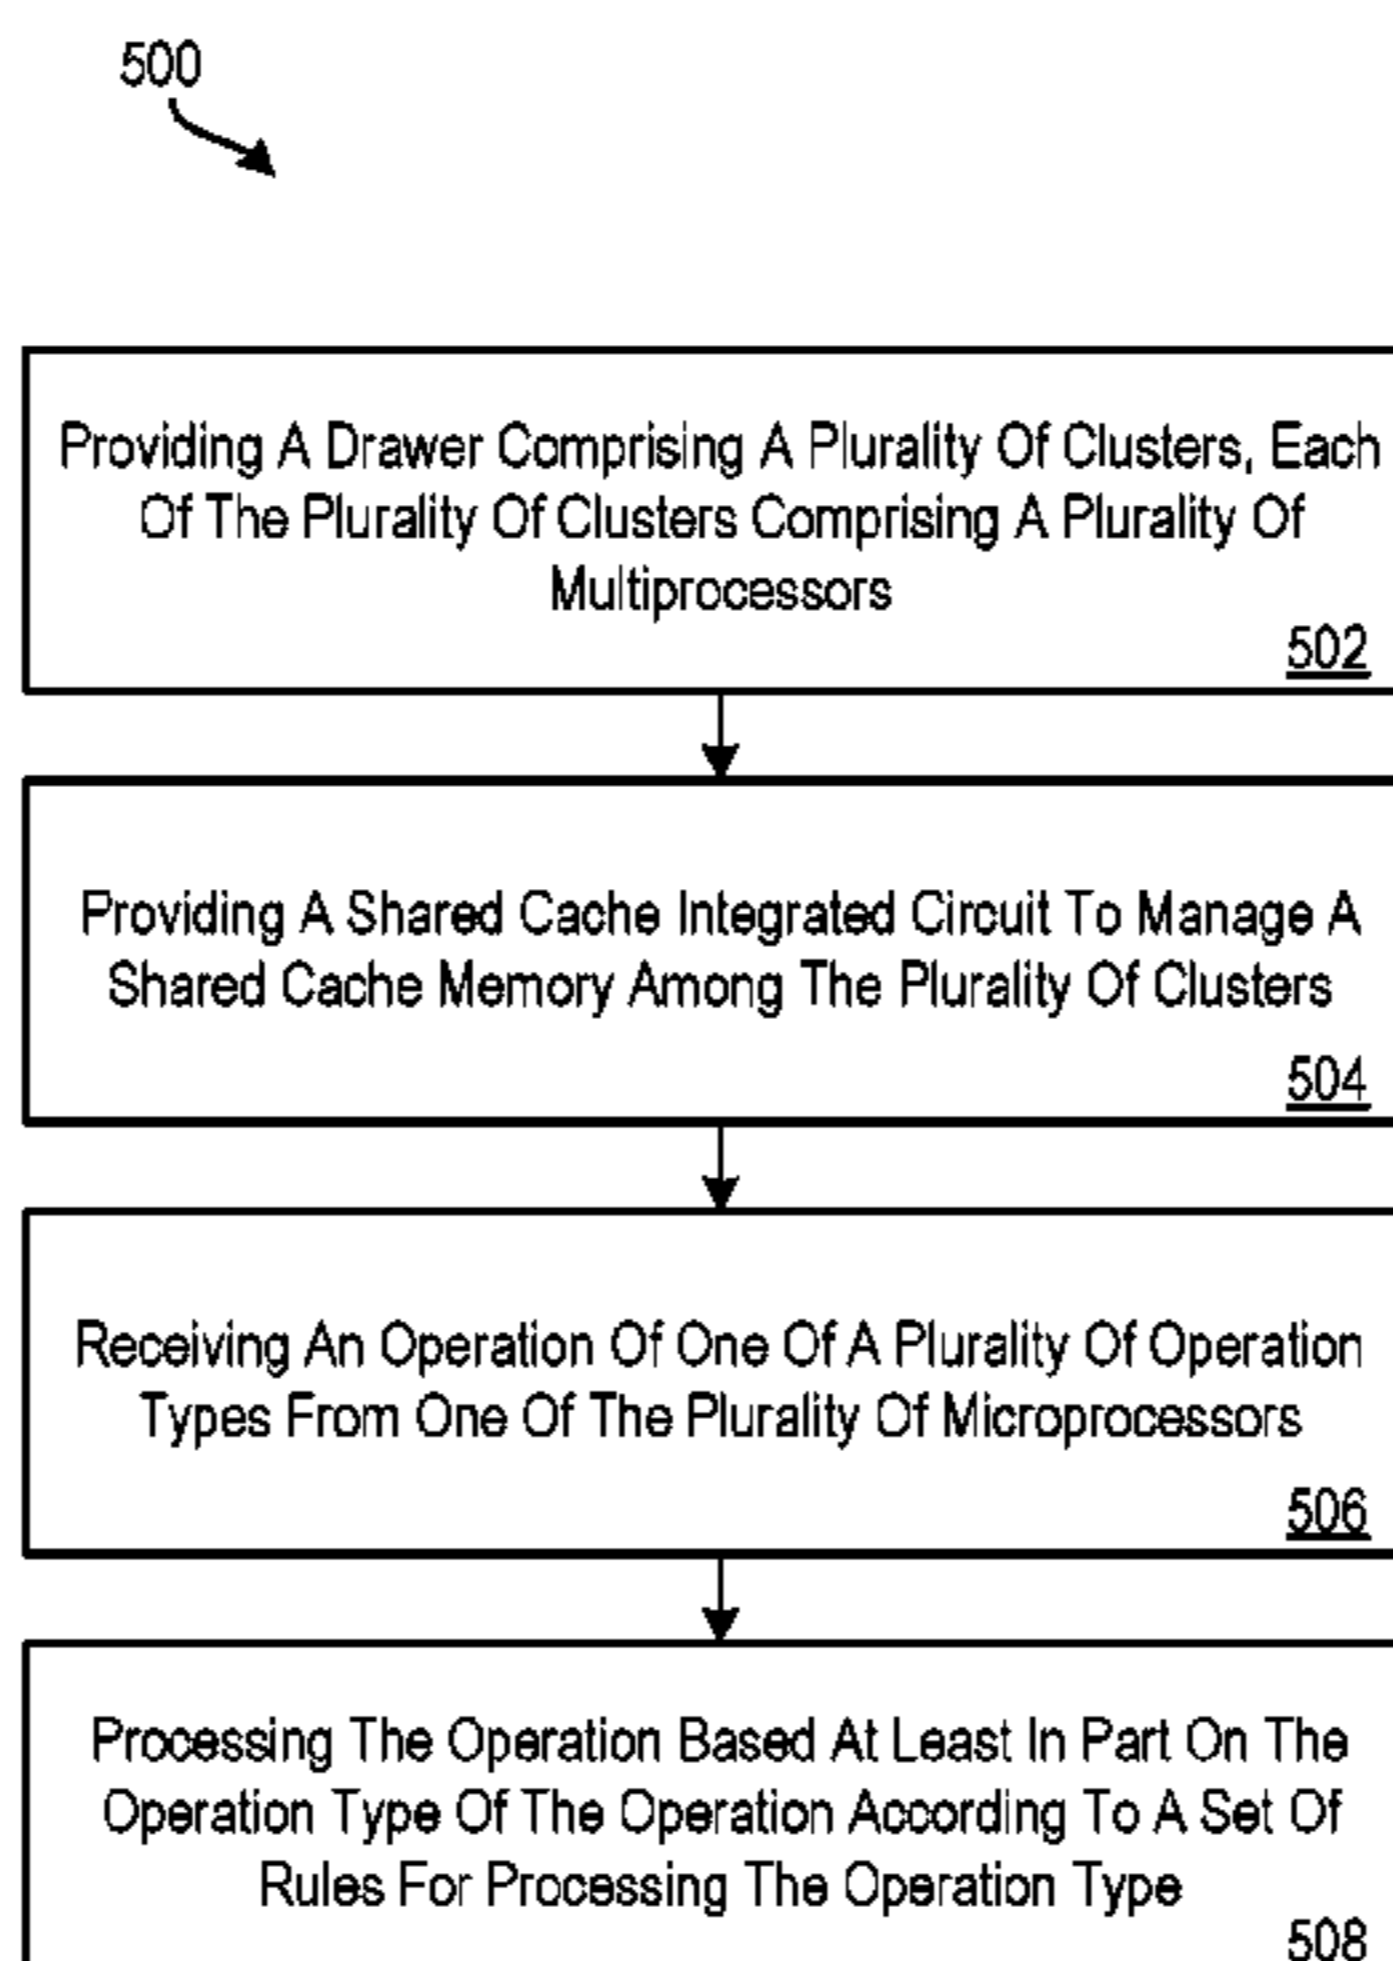 500
Providing A Drawer Comprising A Plurality Of Clusters, Each
Of The Plurality Of Clusters Comprising A Plurality Of
Multiprocessors
502
Providing A Shared Cache Integrated Circuit To Manage A
Shared Cache Memory Among The Plurality Of Clusters
504
Receiving An Operation Of One Of A Plurality Of Operation
Types From One Of The Plurality Of Microprocessors
506
Processing The Operation Based At Least In Part On The
Operation Type Of The Operation According To A Set Of
Rules For Processing The Operation Type
508